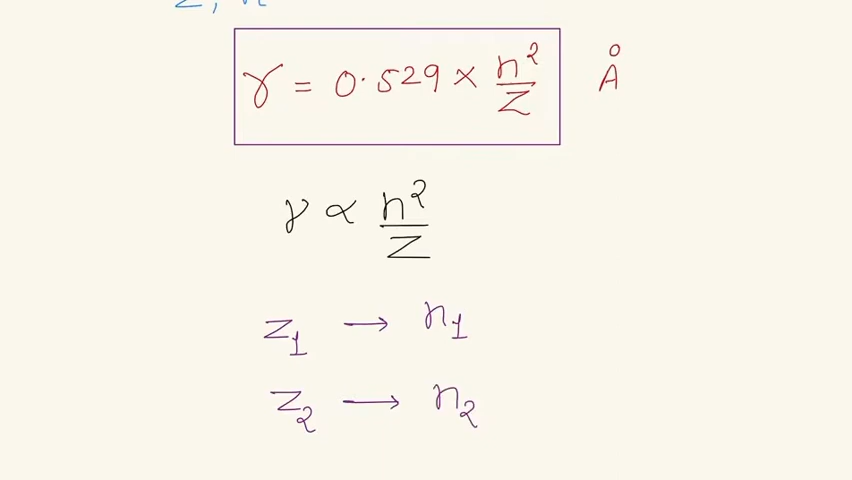 Z, n
r = 0.529 × n²/Z Å
r ∝ n²/Z
Z₁ → n₁
Z₂ → n₂